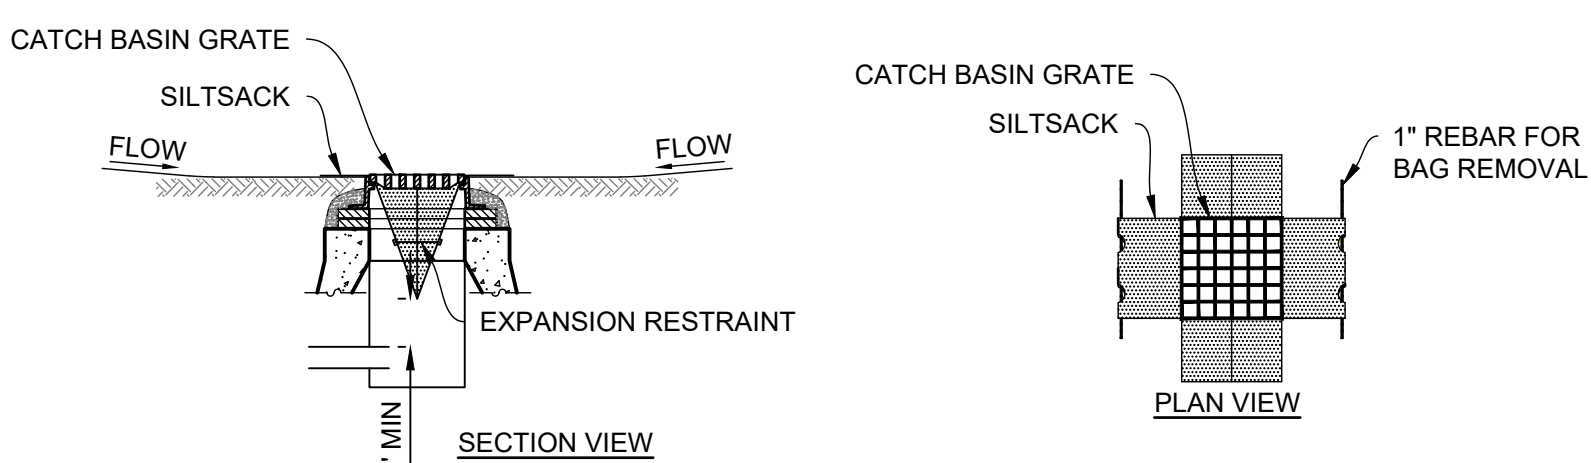 CATCH BASIN GRATE
SILTSACK
FLOW
FLOW
EXPANSION RESTRAINT
' MIN
SECTION VIEW
CATCH BASIN GRATE
SILTSACK
1" REBAR FOR
BAG REMOVAL
PLAN VIEW